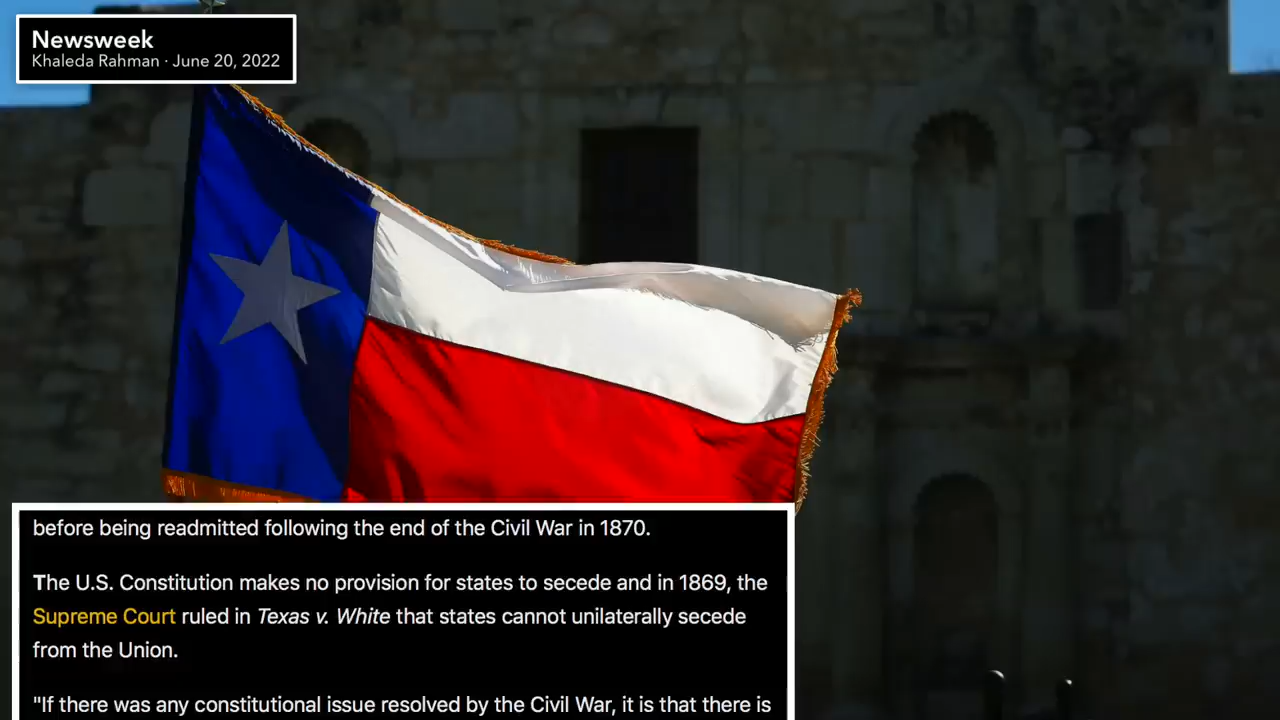 Newsweek
Khaleda Rahman · June 20, 2022
before being readmitted following the end of the Civil War in 1870.
The U.S. Constitution makes no provision for states to secede and in 1869, the
Supreme Court ruled in Texas v. White that states cannot unilaterally secede
from the Union.
"If there was any constitutional issue resolved by the Civil War, it is that there is